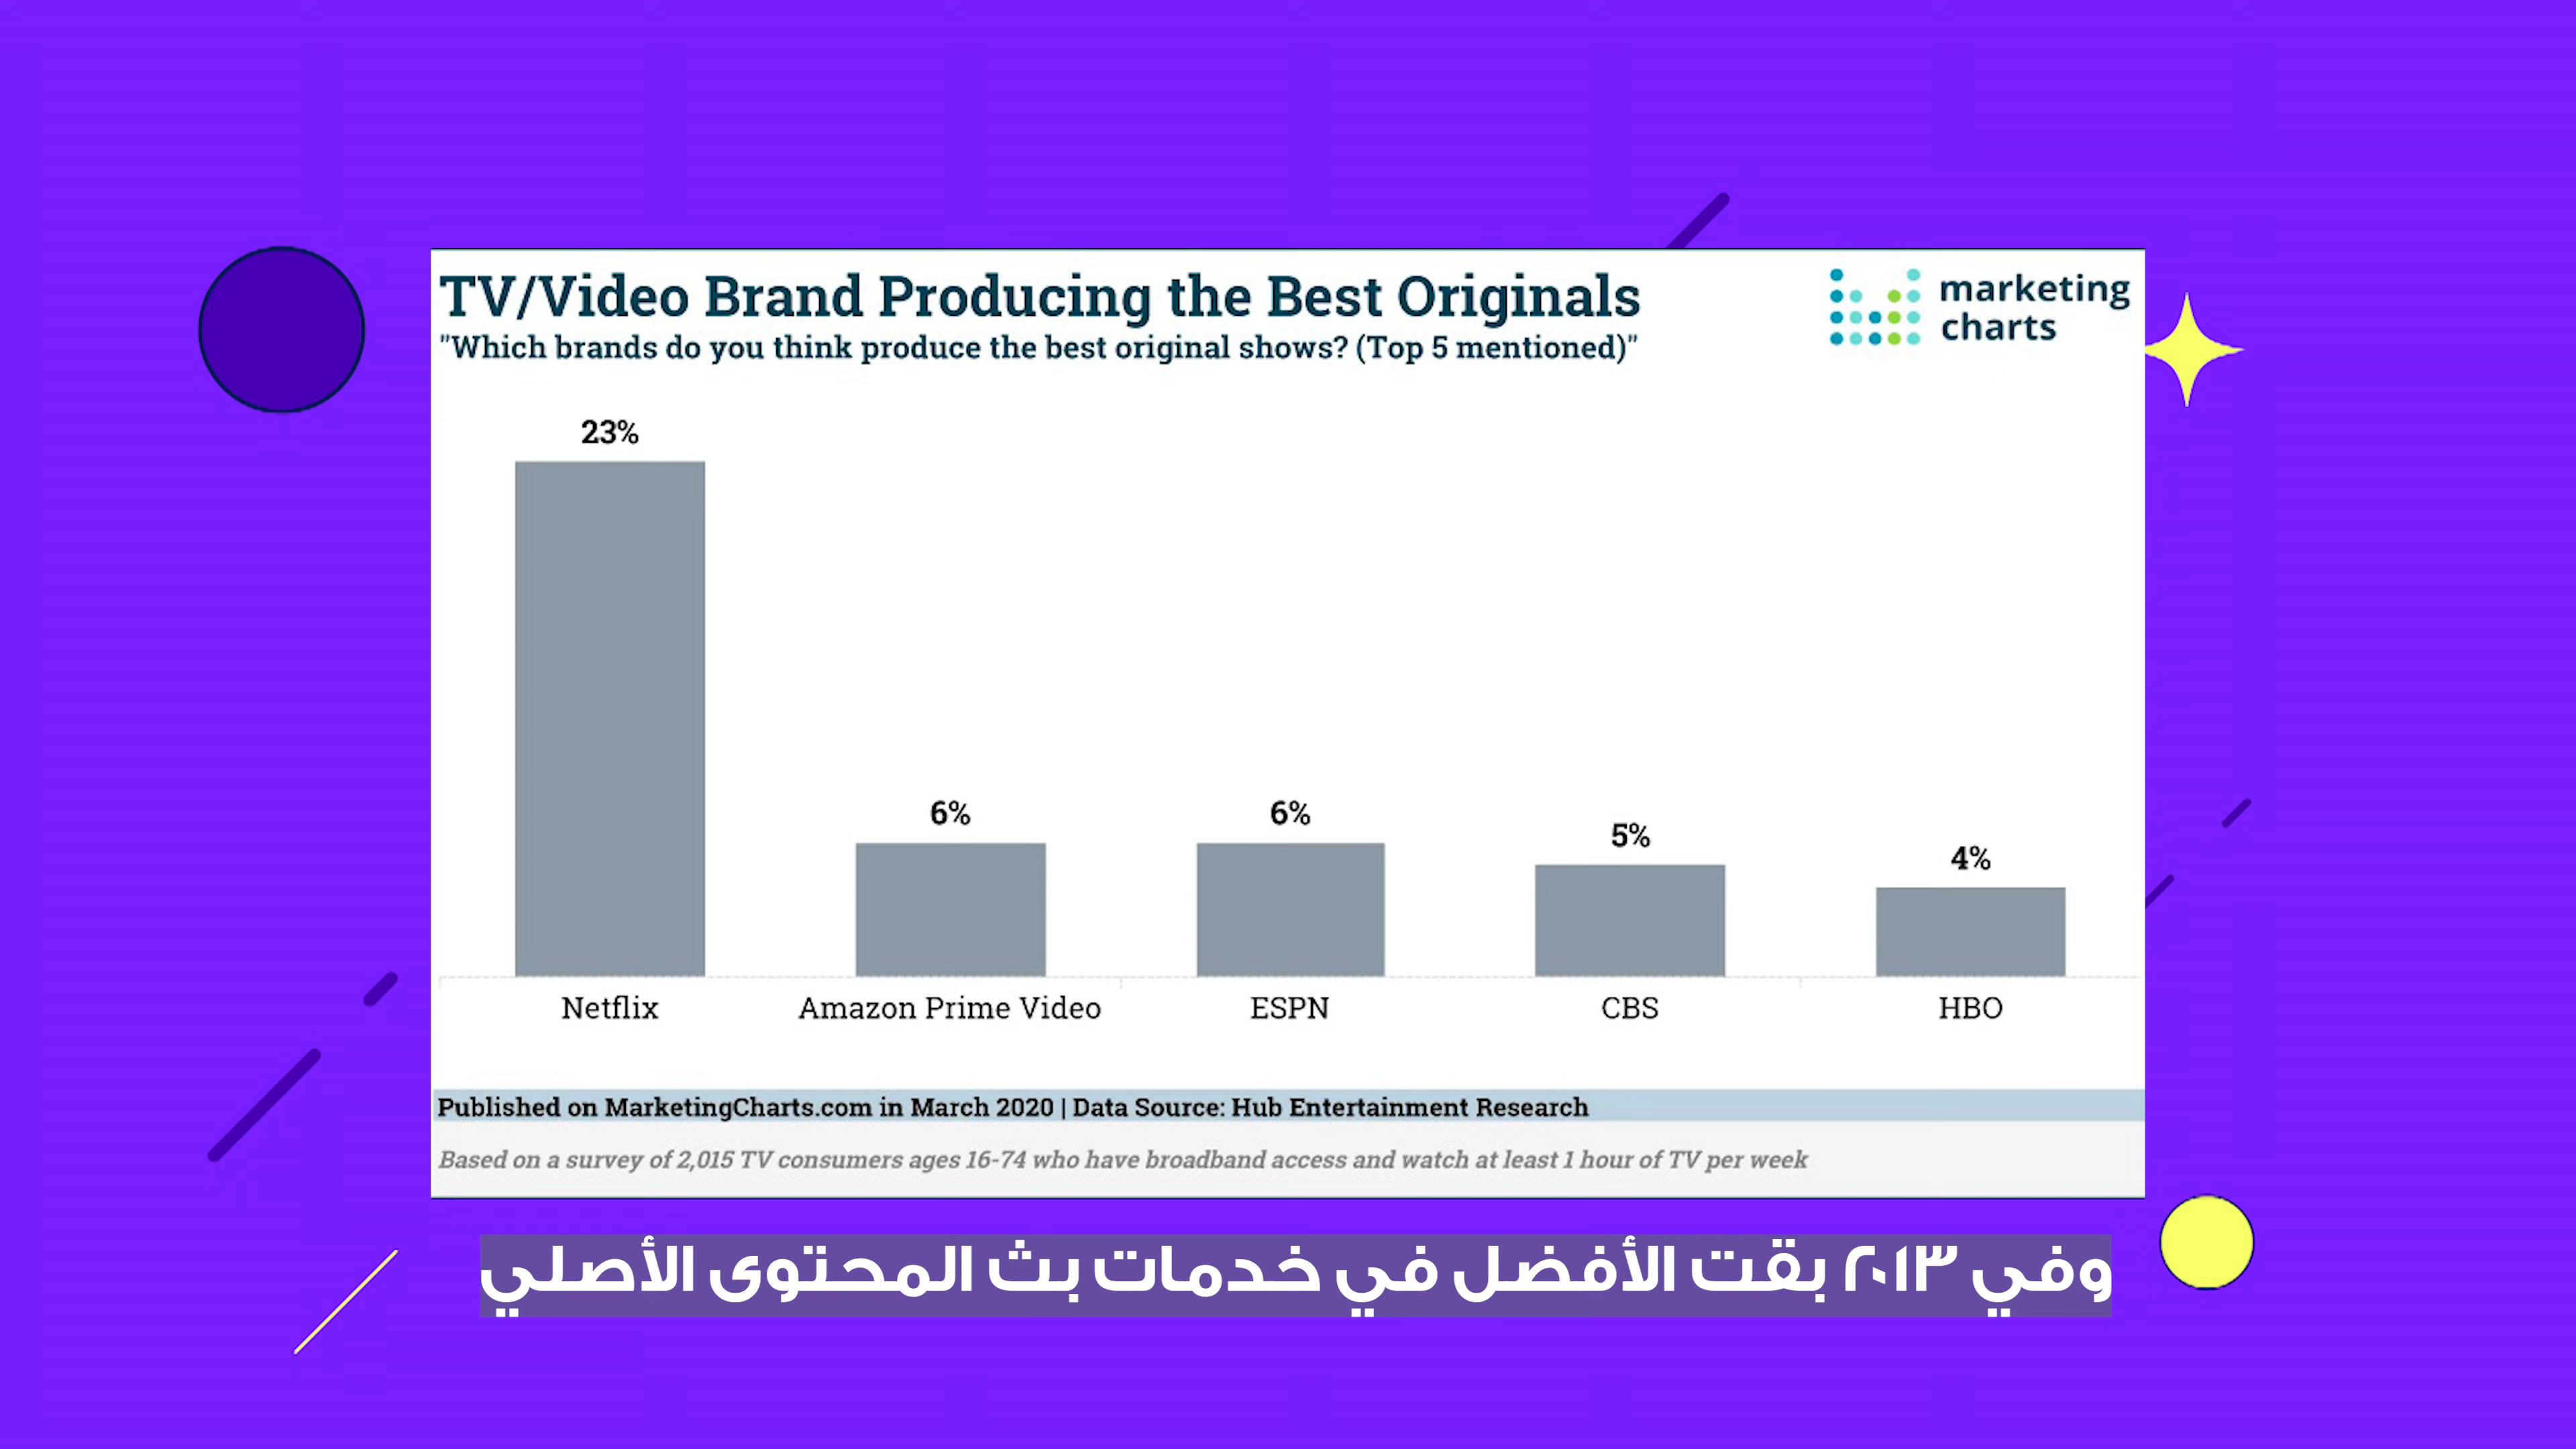 TV/Video Brand Producing the Best Originals
"Which brands do you think produce the best original shows? (Top 5 mentioned)"
marketing
charts
23%
6%
6%
5%
4%
Netflix
Amazon Prime Video
ESPN
CBS
HBO
Published on MarketingCharts.com in March 2020 | Data Source: Hub Entertainment Research
Based on a survey of 2,015 TV consumers ages 16-74 who have broadband access and watch at least 1 hour of TV per week
وفي ٢٠١٣ بقت الأفضل في خدمات بث المحتوى الأصلي